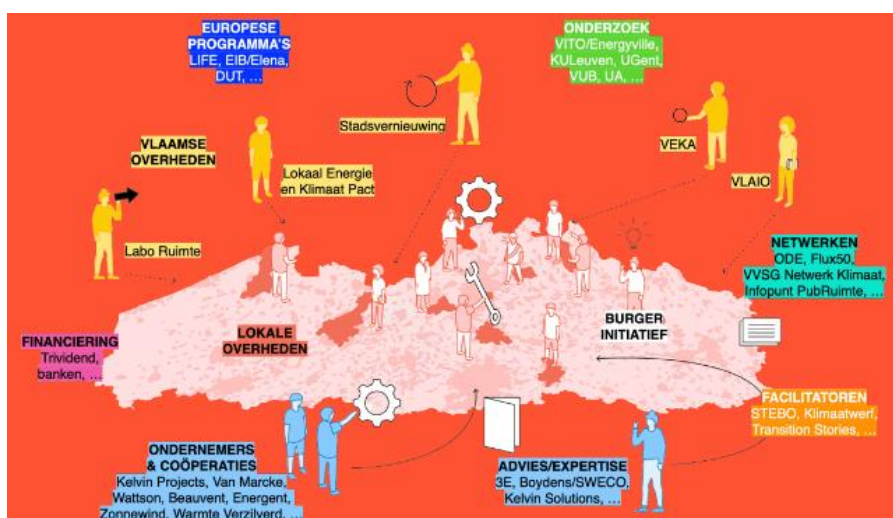 EUROPESE
PROGRAMMA'S
LIFE, EIB/Elena,
DUT, ...
ONDERZOEK
VITO/Energyville,
KULeuven, UGent,
VUB, UA, ...
Stadsvernieuwing
VLAAMSE
OVERHEDEN
Lokaal Energie
en Klimaat Pact
VEKA
VLAIO
Labo Ruimte
NETWERKEN
ODE, Flux50,
VVSG Netwerk Klimaat,
Infopunt PubRuimte, ...
FINANCIERING
Trividend,
banken, ...
LOKALE
OVERHEDEN
BURGER
INITIATIEF
FACILITATOREN
STEBO, Klimaatwerf,
Transition Stories, ...
ONDERNEMERS
& COÖPERATIES
Kelvin Projects, Van Marcke,
Wattson, Beauvent, Energent,
Zonnewind, Warmte Verzilverd, ...
ADVIES/EXPERTISE
3E, Boydens/SWECO,
Kelvin Solutions, ...